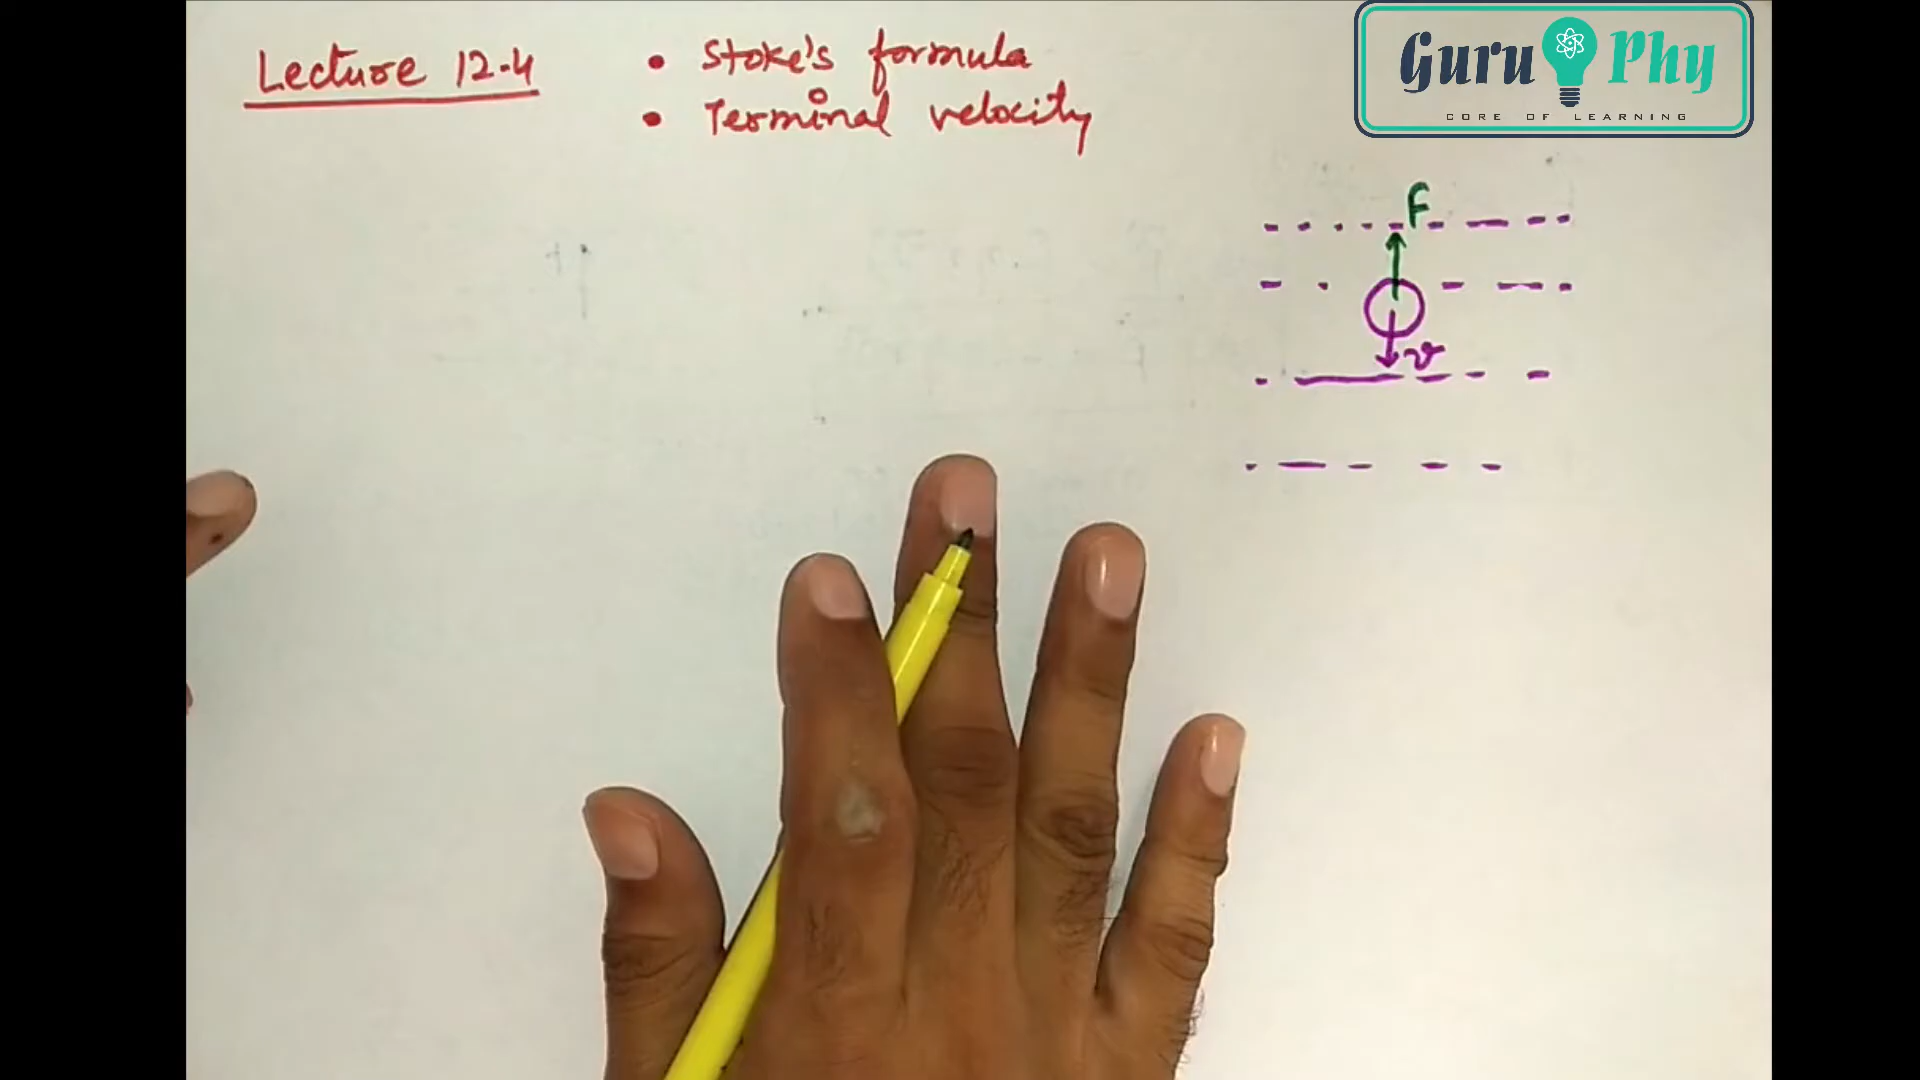 Lecture 12.4
• Stoke's formula
• Terminal velocity
Guru Phy
CORE OF LEARNING
F
v